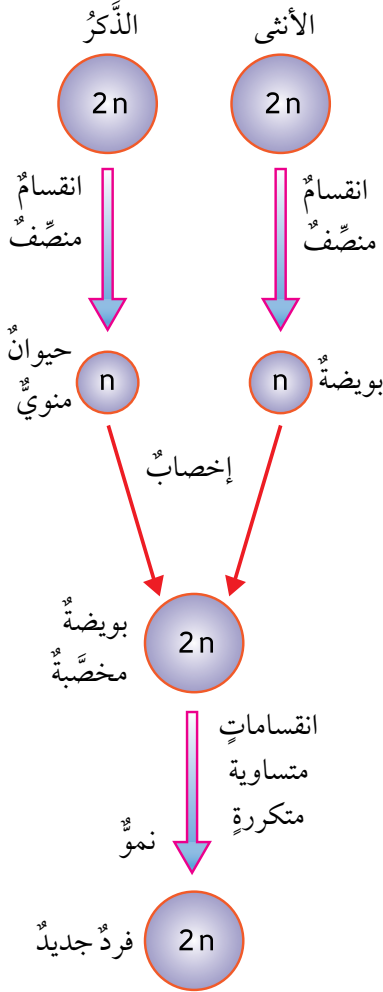 الأنثى
الذَّكرُ
2n
2n
انقسامٌ
منصِّفٌ
انقسامٌ
منصِّفٌ
بويضةٌ
n
n
حيوانٌ
منويٌّ
إخصابٌ
2n
بويضةٌ
مخصَّبةٌ
انقساماتٍ
متساوية
متكررةٍ
نموٌّ
2n
فردٌ جديدٌ